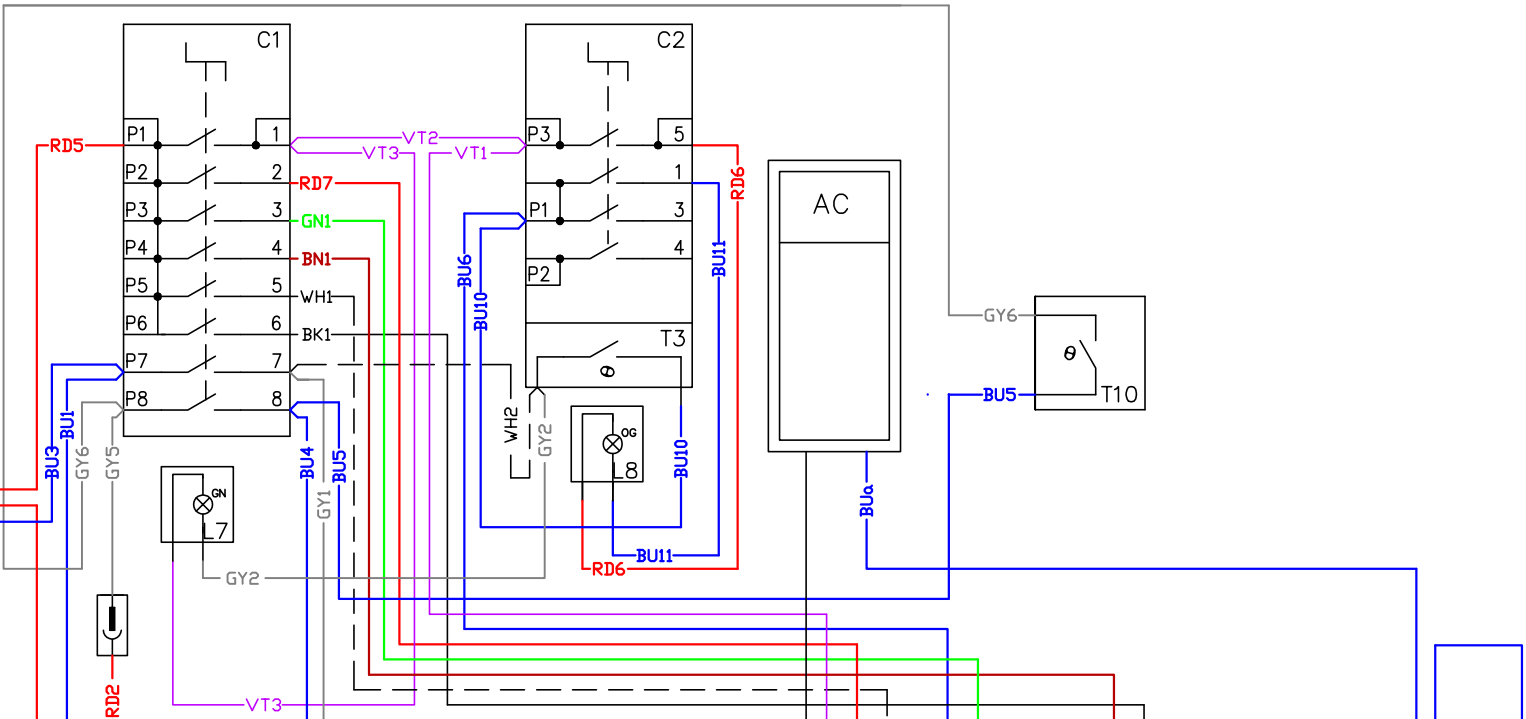 C1
C2
P1
1
VT2
P3
5
RD5
VT3
VT1
P2
2
RD7
1
RD6
P3
3
GN1
P1
3
AC
P4
4
BN1
4
BU6
BU11
P5
5
WH1
P2
BU10
P6
6
BK1
T3
GY6
P7
7
θ
θ
P8
8
BU5
T10
BU1
WH2
GY2
OG
BU3
GY6
GY5
BU4
BU5
L8
BU10
GN
GY1
BUa
L7
BU11
GY2
RD6
RD2
VT3